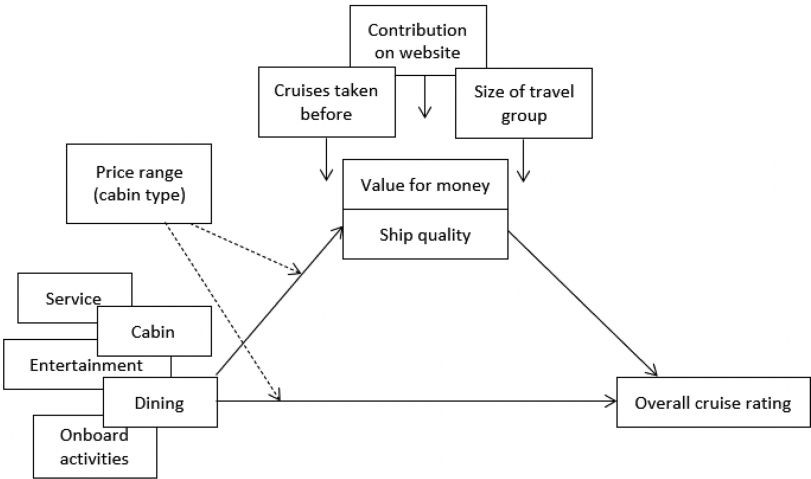 Contribution
on website
Cruises taken
before
Size of travel
group
Price range
(cabin type)
Value for money
Ship quality
Service
Cabin
Entertainment
Dining
Onboard
activities
Overall cruise rating